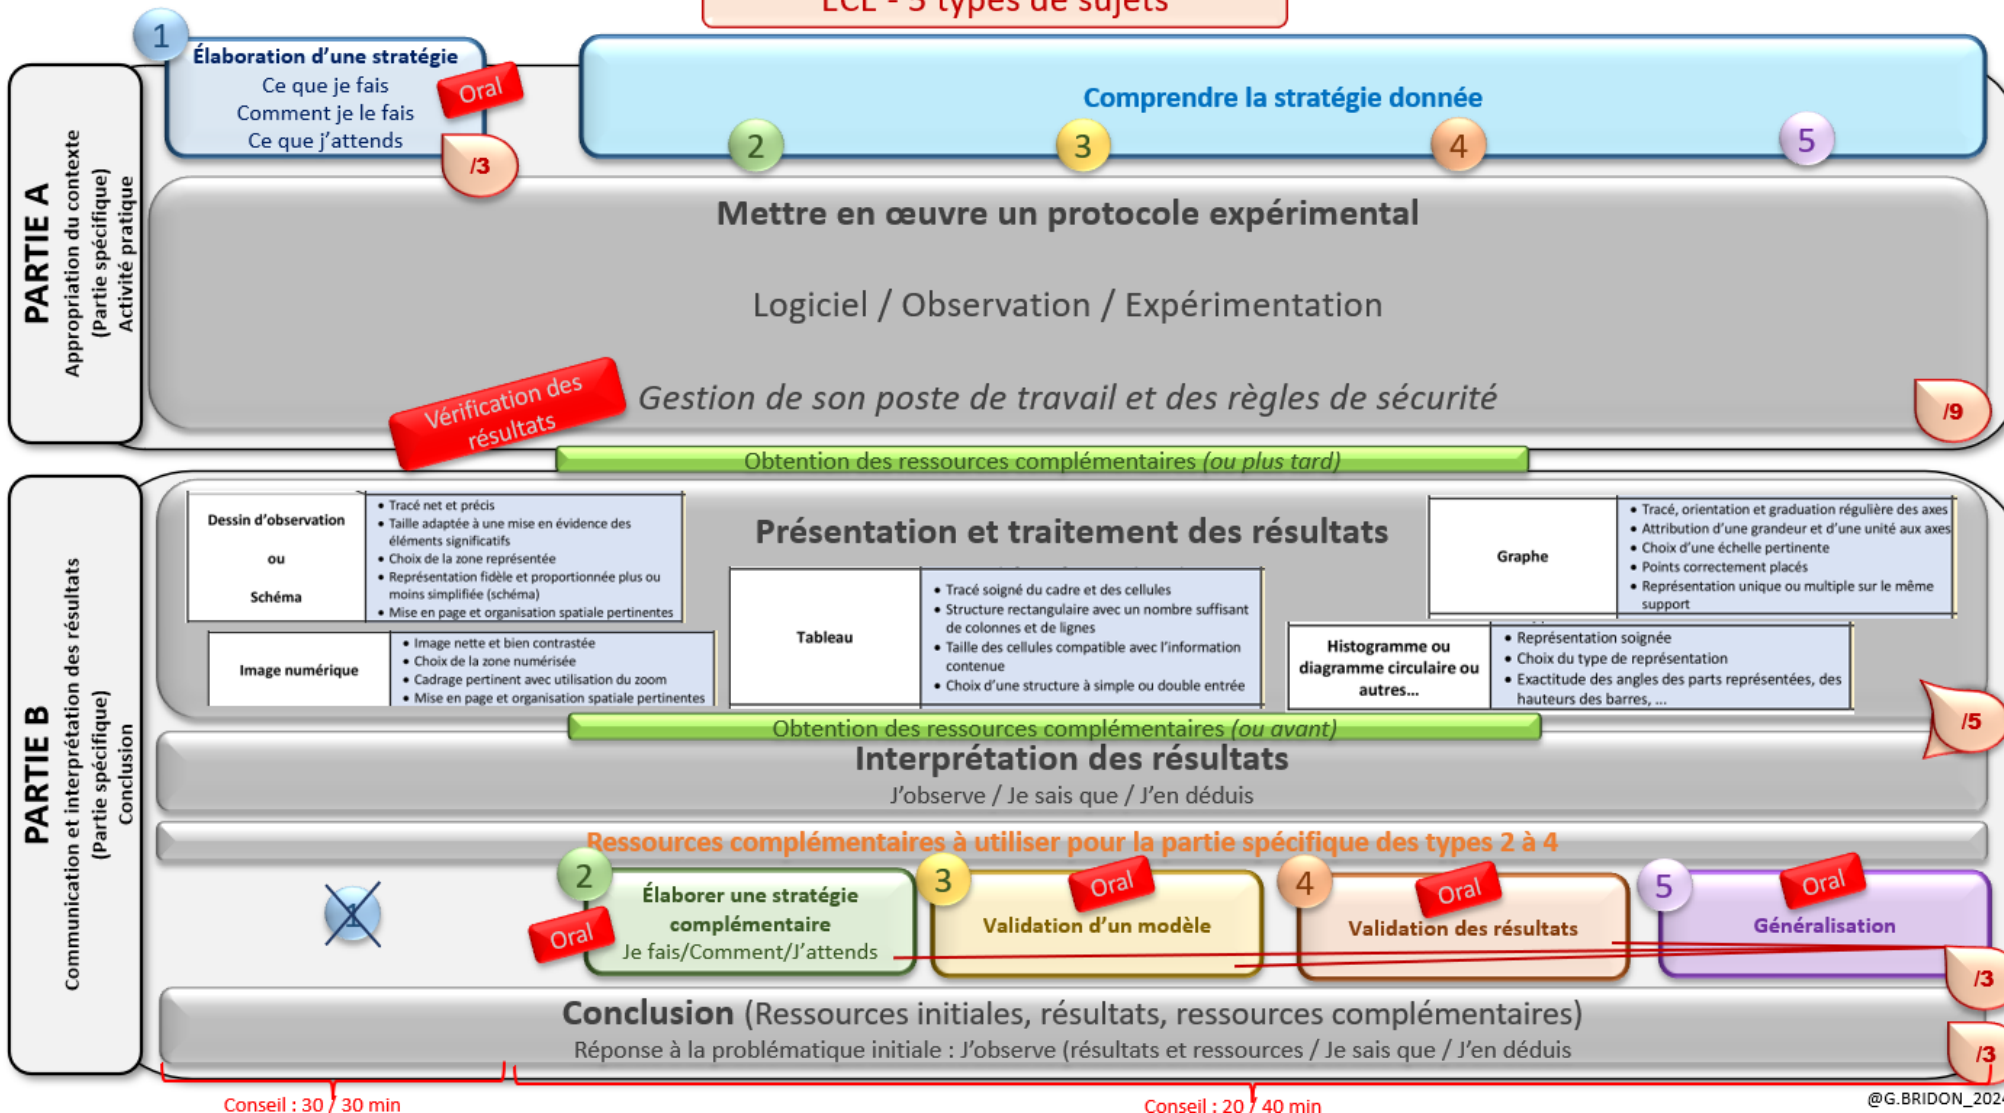 ECE - 5 types de sujets
1
Élaboration d'une stratégie
Ce que je fais
Comment je le fais
Ce que j'attends
Oral
/3
Comprendre la stratégie donnée
2
3
4
5
PARTIE A
Appropriation du contexte
(Partie spécifique)
Activité pratique
Mettre en œuvre un protocole expérimental
Logiciel / Observation / Expérimentation
Gestion de son poste de travail et des règles de sécurité
Vérification des
résultats
/9
Obtention des ressources complémentaires (ou plus tard)
PARTIE B
Communication et interprétation des résultats
(Partie spécifique)
Conclusion
Présentation et traitement des résultats
Dessin d'observation
ou
Schéma
• Tracé net et précis
• Taille adaptée à une mise en évidence des
éléments significatifs
• Choix de la zone représentée
• Représentation fidèle et proportionnée plus ou
moins simplifiée (schéma)
• Mise en page et organisation spatiale pertinentes
Image numérique
• Image nette et bien contrastée
• Choix de la zone numérisée
• Cadrage pertinent avec utilisation du zoom
• Mise en page et organisation spatiale pertinentes
Tableau
• Tracé soigné du cadre et des cellules
• Structure rectangulaire avec un nombre suffisant
de colonnes et de lignes
• Taille des cellules compatible avec l'information
contenue
• Choix d'une structure à simple ou double entrée
Graphe
• Tracé, orientation et graduation régulière des axes
• Attribution d'une grandeur et d'une unité aux axes
• Choix d'une échelle pertinente
• Points correctement placés
• Représentation unique ou multiple sur le même
support
Histogramme ou
diagramme circulaire ou
autres...
• Représentation soignée
• Choix du type de représentation
• Exactitude des angles des parts représentées, des
hauteurs des barres, ...
/5
Obtention des ressources complémentaires (ou avant)
Interprétation des résultats
J'observe / Je sais que / J'en déduis
Ressources complémentaires à utiliser pour la partie spécifique des types 2 à 4
1
2
Élaborer une stratégie
complémentaire
Je fais/Comment/J'attends
Oral
3
Oral
Validation d'un modèle
4
Oral
Validation des résultats
5
Oral
Généralisation
/3
Conclusion (Ressources initiales, résultats, ressources complémentaires)
Réponse à la problématique initiale : J'observe (résultats et ressources / Je sais que / J'en déduis
/3
Conseil : 30 / 30 min
Conseil : 20 / 40 min
@G.BRIDON_2024